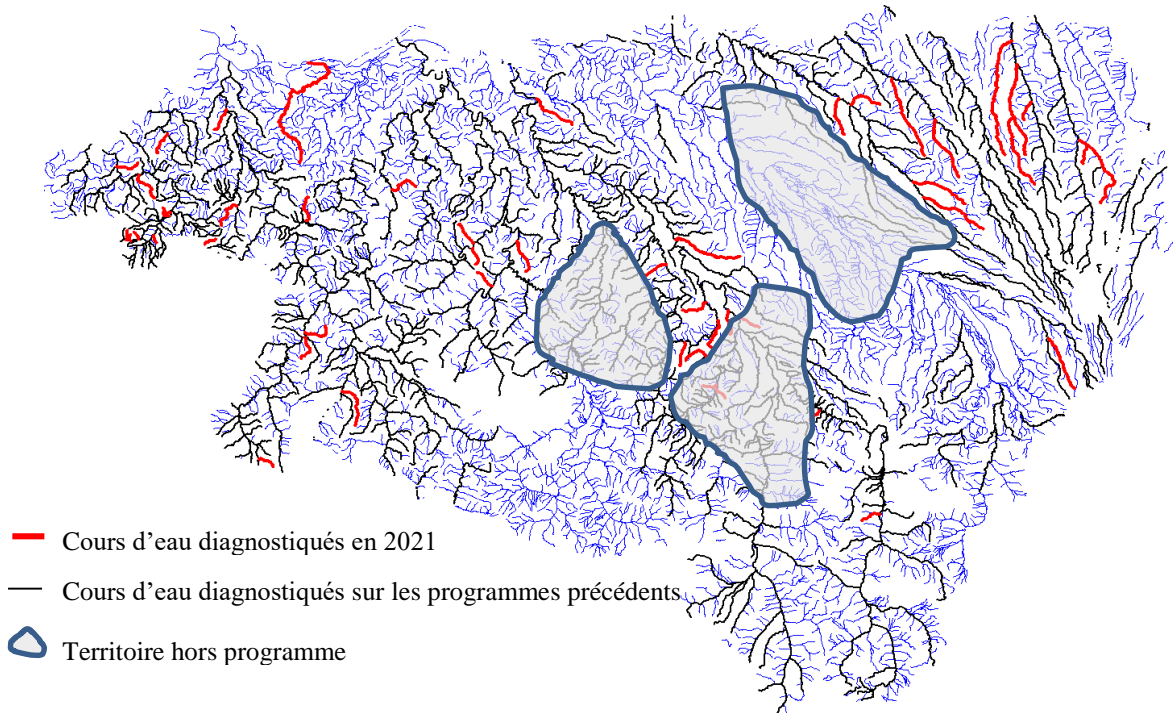 Cours d’eau diagnostiqués en 2021
Cours d’eau diagnostiqués sur les programmes précédents
Territoire hors programme